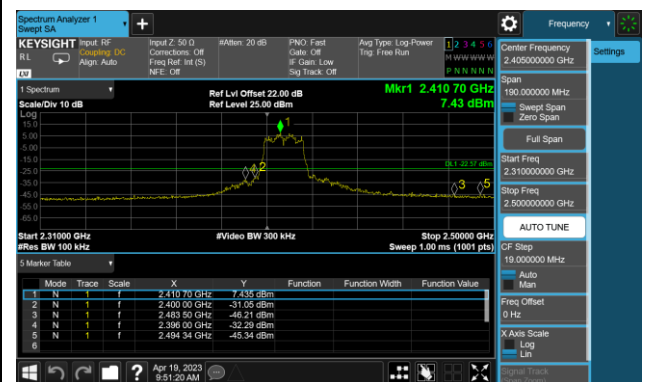 Spectrum Analyzer 1
Swept SA
+
Frequency
KEYSIGHT
Input: RF
Coupling: DC
Align: Auto
RL
LXI
Input Z: 50 Ω
Corrections: Off
Freq Ref: Int (S)
NFE: Off
#Atten: 20 dB
PNO: Fast
Gate: Off
IF Gain: Low
Sig Track: Off
Avg Type: Log-Power
Trig: Free Run
1 2 3 4 5 6
M W W W W W
P N N N N N
Settings
1 Spectrum
Scale/Div 10 dB
Ref Lvl Offset 22.00 dB
Ref Level 25.00 dBm
Mkr1 2.410 70 GHz
7.43 dBm
Log
15.0
5.00
-5.00
-15.0
-25.0
-35.0
-45.0
-55.0
-65.0
1
2
3
5
DL1 -22.57 dBm
Start 2.31000 GHz
#Res BW 100 kHz
#Video BW 300 kHz
Stop 2.50000 GHz
Sweep 1.00 ms (1001 pts)
5 Marker Table
Mode Trace Scale X Y Function Function Width Function Value
1 N 1 f 2.410 70 GHz 7.435 dBm
2 N 1 f 2.400 00 GHz -31.05 dBm
3 N 1 f 2.483 50 GHz -46.21 dBm
4 N 1 f 2.396 00 GHz -32.29 dBm
5 N 1 f 2.494 34 GHz -45.34 dBm
6
Apr 19, 2023
9:51:20 AM
Center Frequency
2.405000000 GHz
Span
190.000000 MHz
Swept Span
Zero Span
Full Span
Start Freq
2.310000000 GHz
Stop Freq
2.500000000 GHz
AUTO TUNE
CF Step
19.000000 MHz
Auto
Man
Freq Offset
0 Hz
X Axis Scale
Log
Lin
Signal Track
(Span Zoom)